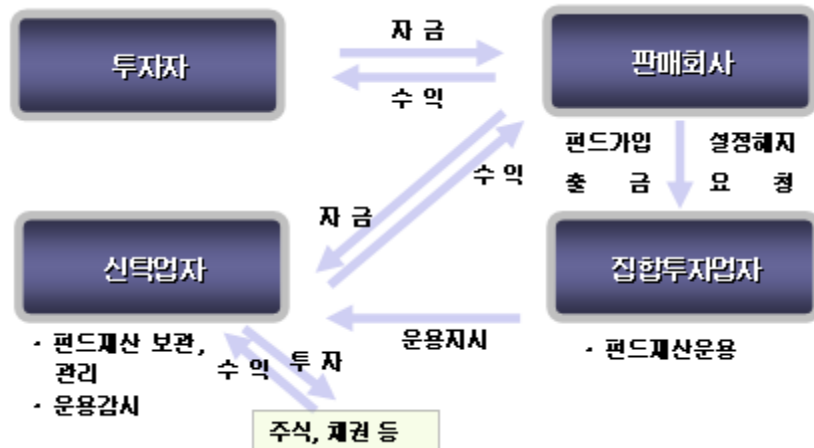 자 금
투자자
판매회사
수 익
펀드가입 설정해지
출 금 요 청
수 익
자 금
신탁업자
집합투자업자
운용지시
· 펀드재산 보관,
관리
· 운용감시
수 익
투 자
· 펀드재산운용
주식, 채권 등